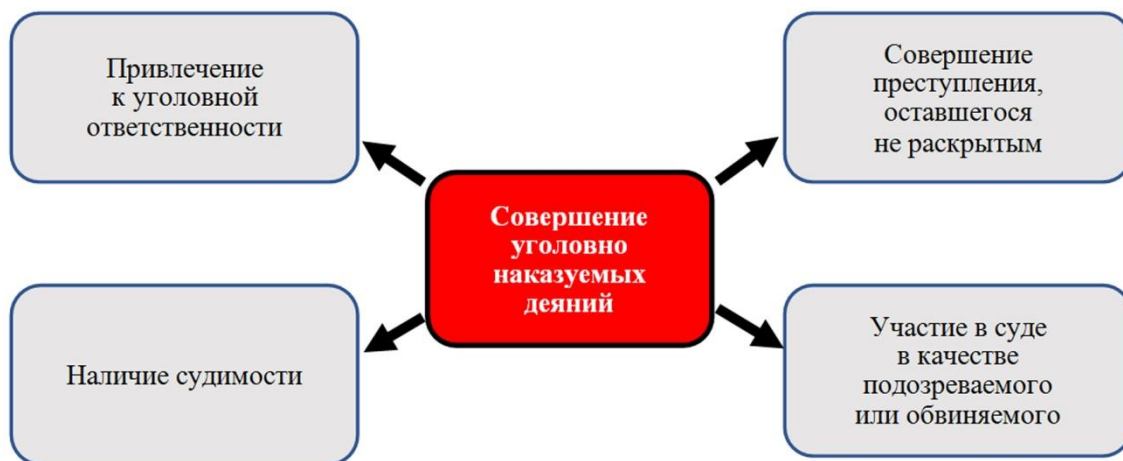 Привлечение
к уголовной
ответственности
Совершение
преступления,
оставшегося
не раскрытым
Совершение
уголовно
наказуемых
деяний
Наличие судимости
Участие в суде
в качестве
подозреваемого
или обвиняемого